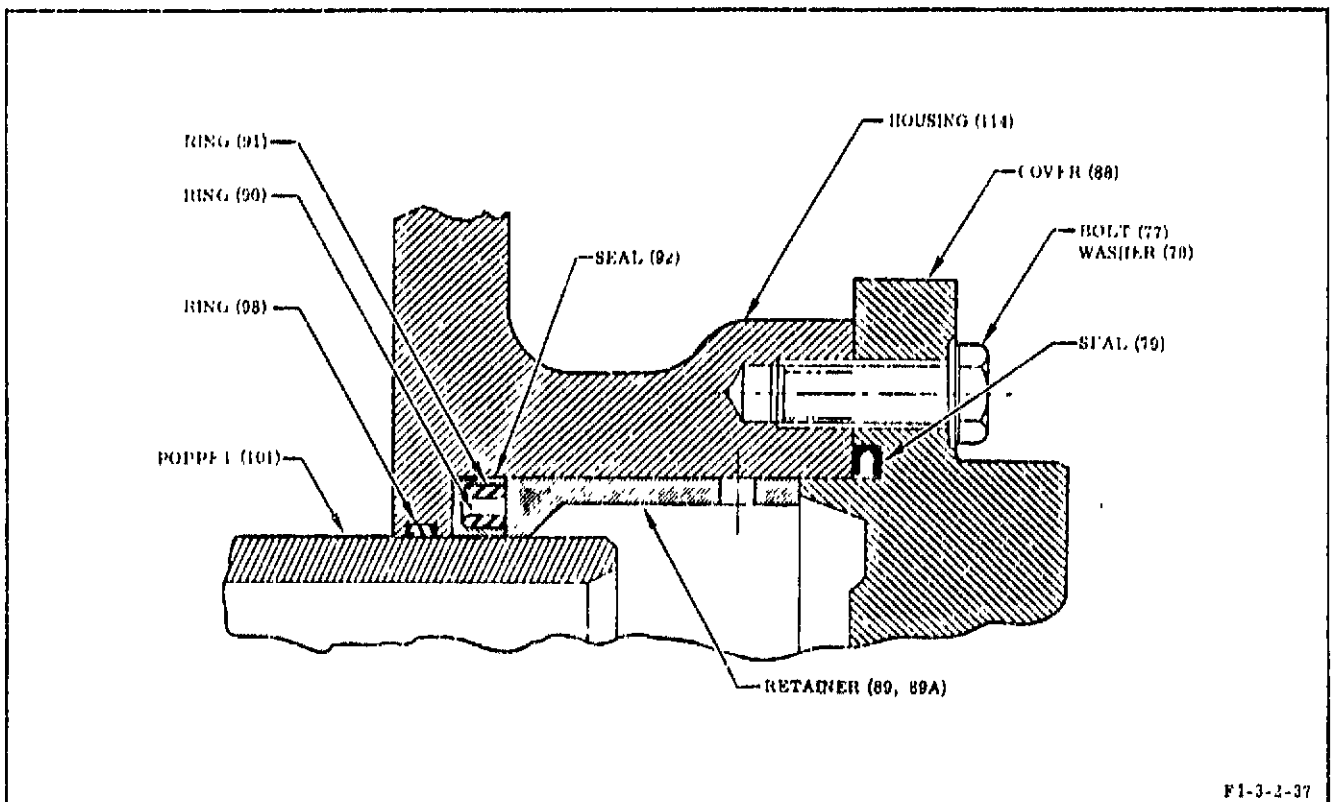 RING (91)
RING (90)
RING (98)
POPPET (101)
SEAL (92)
HOUSING (114)
COVER (88)
BOLT (77)
WASHER (78)
SEAL (79)
RETAINER (89, 89A)
F1-3-2-37